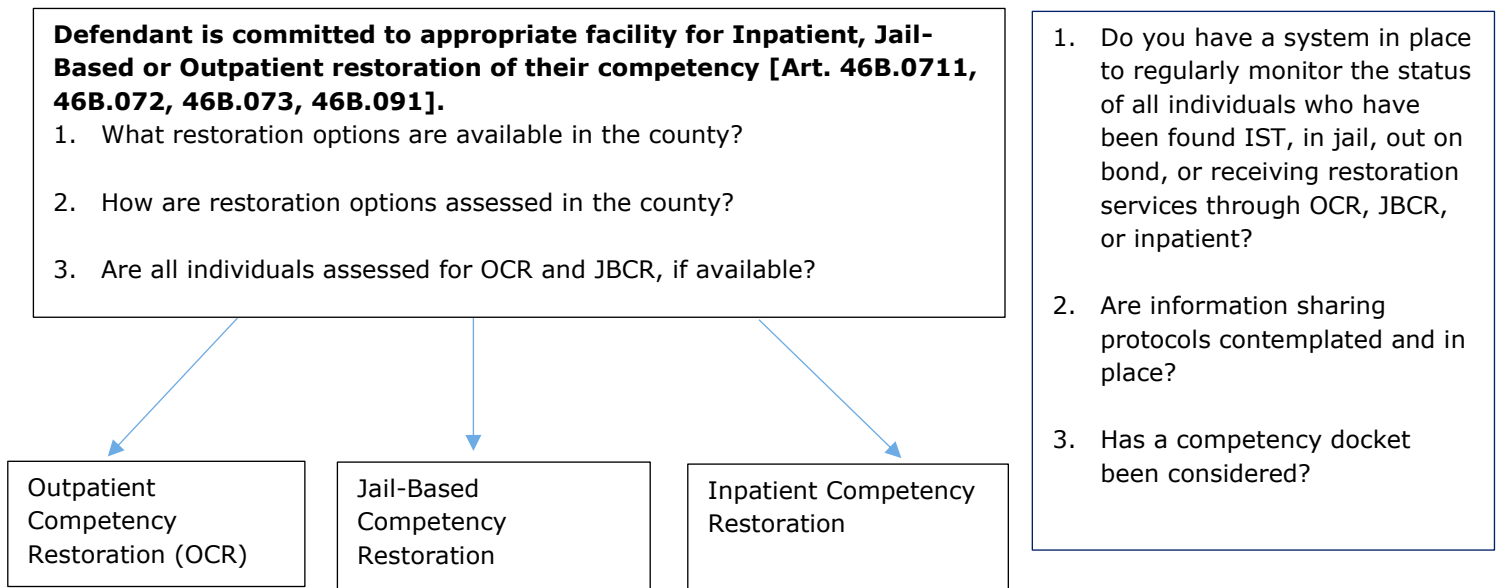 Defendant is committed to appropriate facility for Inpatient, Jail-
Based or Outpatient restoration of their competency [Art. 46B.0711,
46B.072, 46B.073, 46B.091].
1. What restoration options are available in the county?
2. How are restoration options assessed in the county?
3. Are all individuals assessed for OCR and JBCR, if available?
Outpatient
Competency
Restoration (OCR)
Jail-Based
Competency
Restoration
Inpatient Competency
Restoration
1. Do you have a system in place
to regularly monitor the status
of all individuals who have
been found IST, in jail, out on
bond, or receiving restoration
services through OCR, JBCR,
or inpatient?
2. Are information sharing
protocols contemplated and in
place?
3. Has a competency docket
been considered?